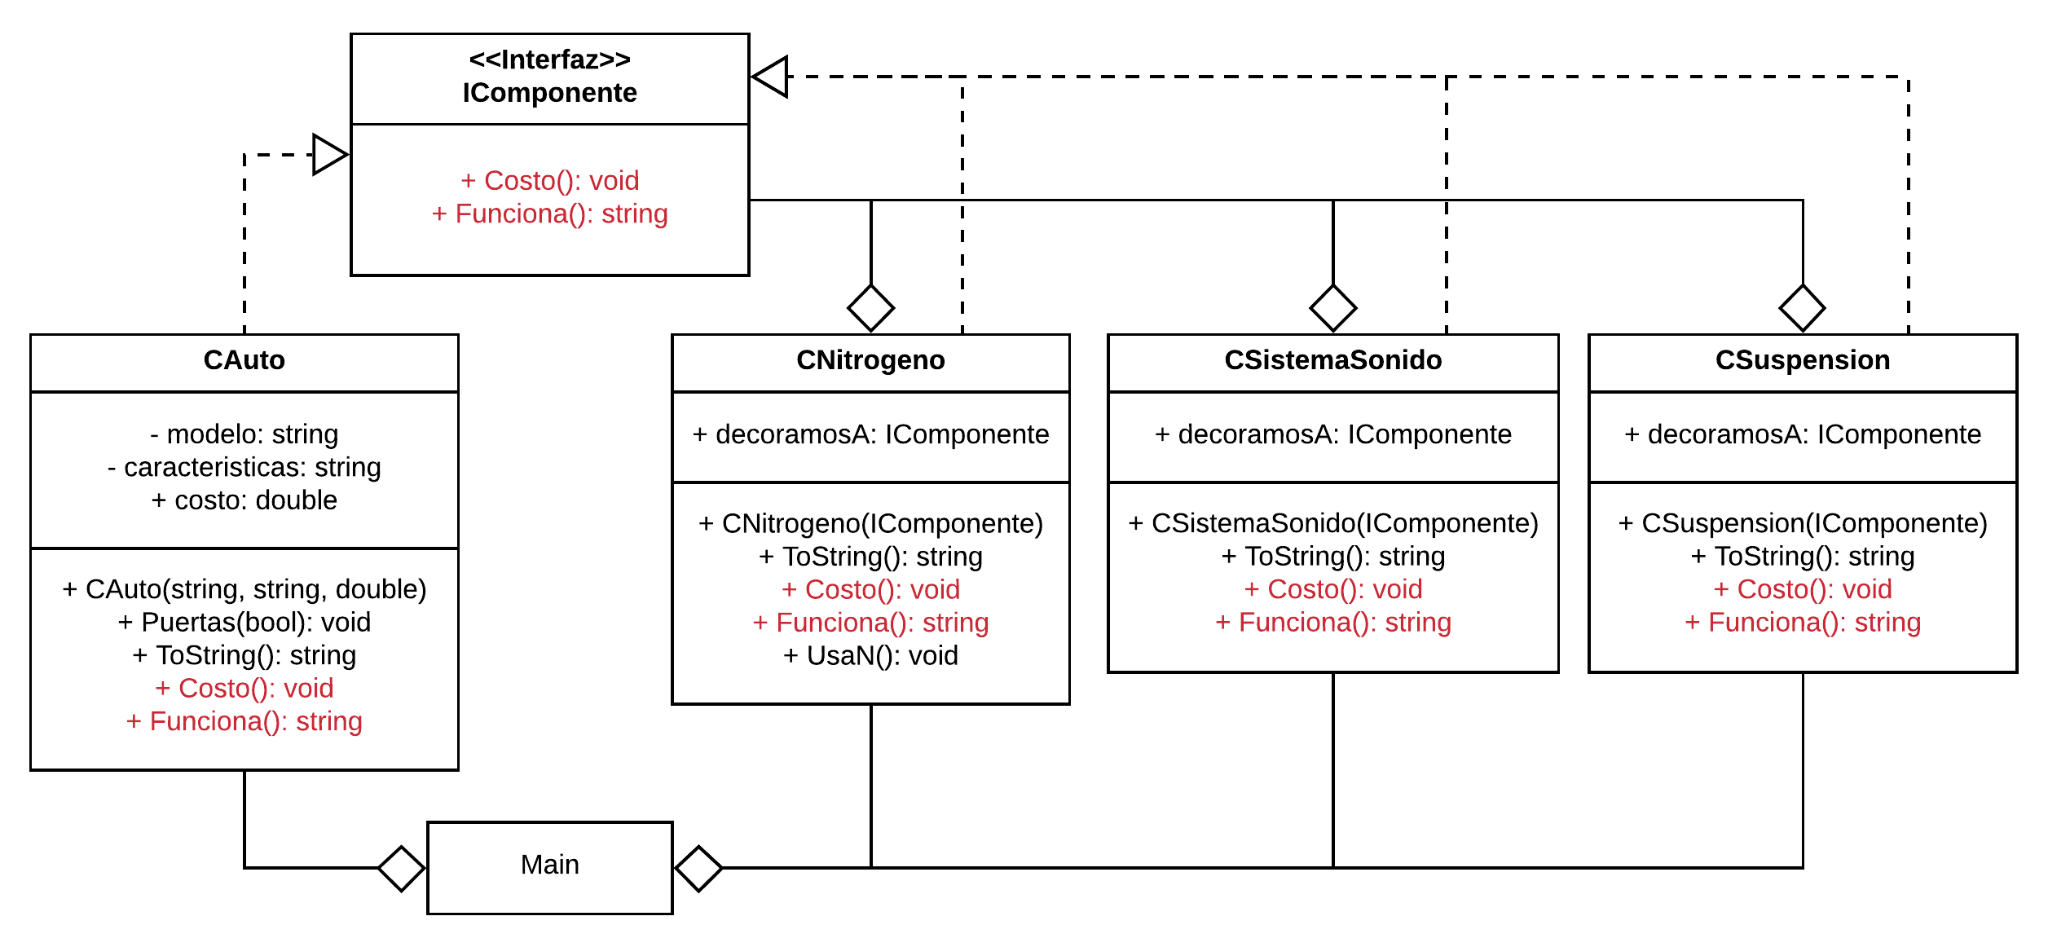 <<Interfaz>>
IComponente
+ Costo(): void
+ Funciona(): string
CAuto
- modelo: string
- caracteristicas: string
+ costo: double
+ CAuto(string, string, double)
+ Puertas(bool): void
+ ToString(): string
+ Costo(): void
+ Funciona(): string
CNitrogeno
+ decoramosA: IComponente
+ CNitrogeno(IComponente)
+ ToString(): string
+ Costo(): void
+ Funciona(): string
+ UsaN(): void
CSistemaSonido
+ decoramosA: IComponente
+ CSistemaSonido(IComponente)
+ ToString(): string
+ Costo(): void
+ Funciona(): string
CSuspension
+ decoramosA: IComponente
+ CSuspension(IComponente)
+ ToString(): string
+ Costo(): void
+ Funciona(): string
Main